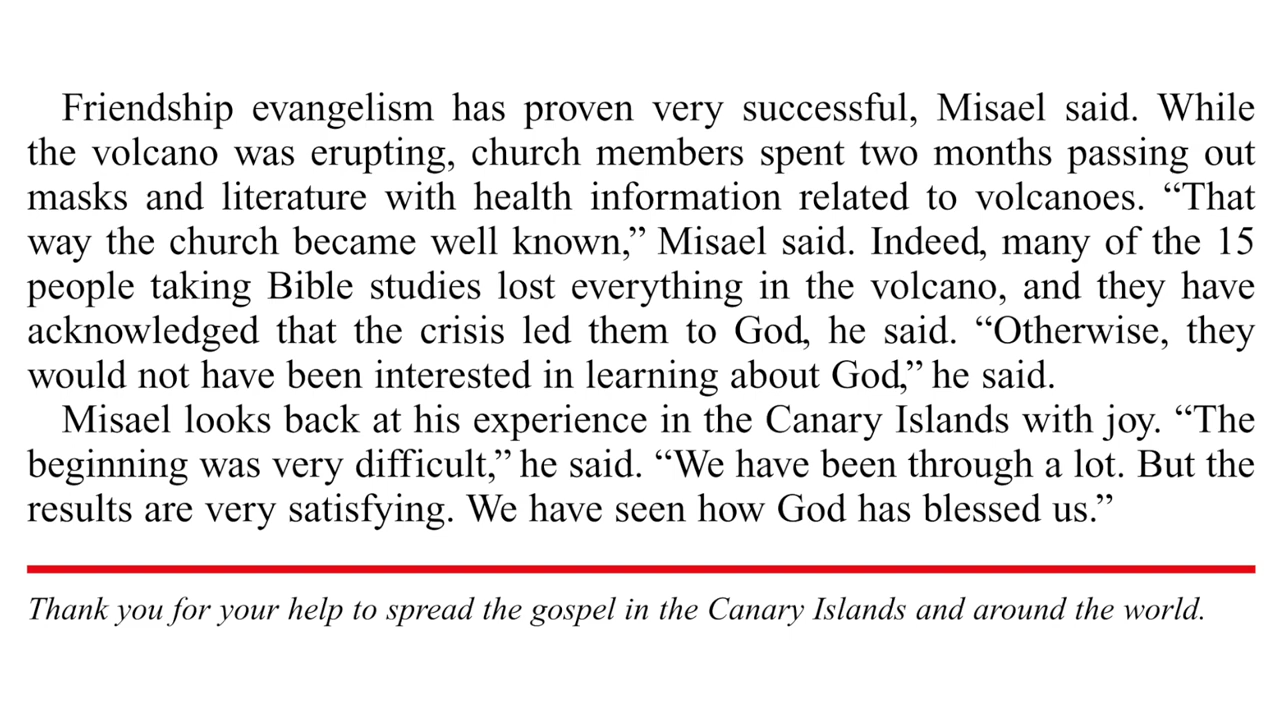 Friendship evangelism has proven very successful, Misael said. While
the volcano was erupting, church members spent two months passing out
masks and literature with health information related to volcanoes. “That
way the church became well known,” Misael said. Indeed, many of the 15
people taking Bible studies lost everything in the volcano, and they have
acknowledged that the crisis led them to God, he said. “Otherwise, they
would not have been interested in learning about God,” he said.
Misael looks back at his experience in the Canary Islands with joy. “The
beginning was very difficult,” he said. “We have been through a lot. But the
results are very satisfying. We have seen how God has blessed us.”
Thank you for your help to spread the gospel in the Canary Islands and around the world.